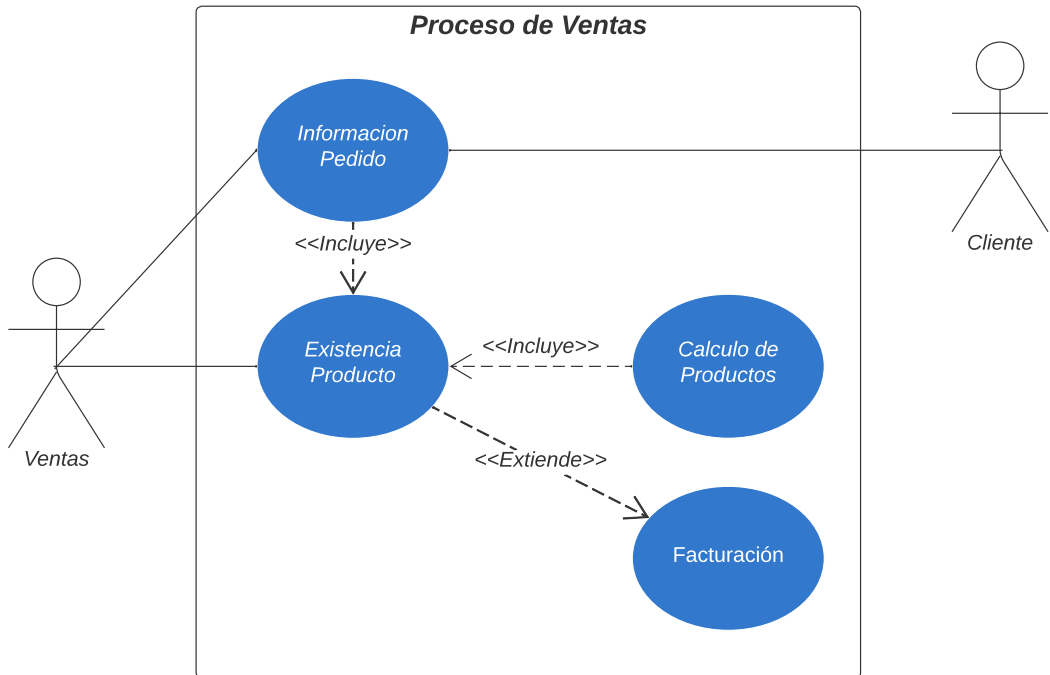 Proceso de Ventas
Informacion
Pedido
Cliente
<<Incluye>>
Existencia
Producto
<<Incluye>>
Calculo de
Productos
Ventas
<<Extiende>>
Facturación